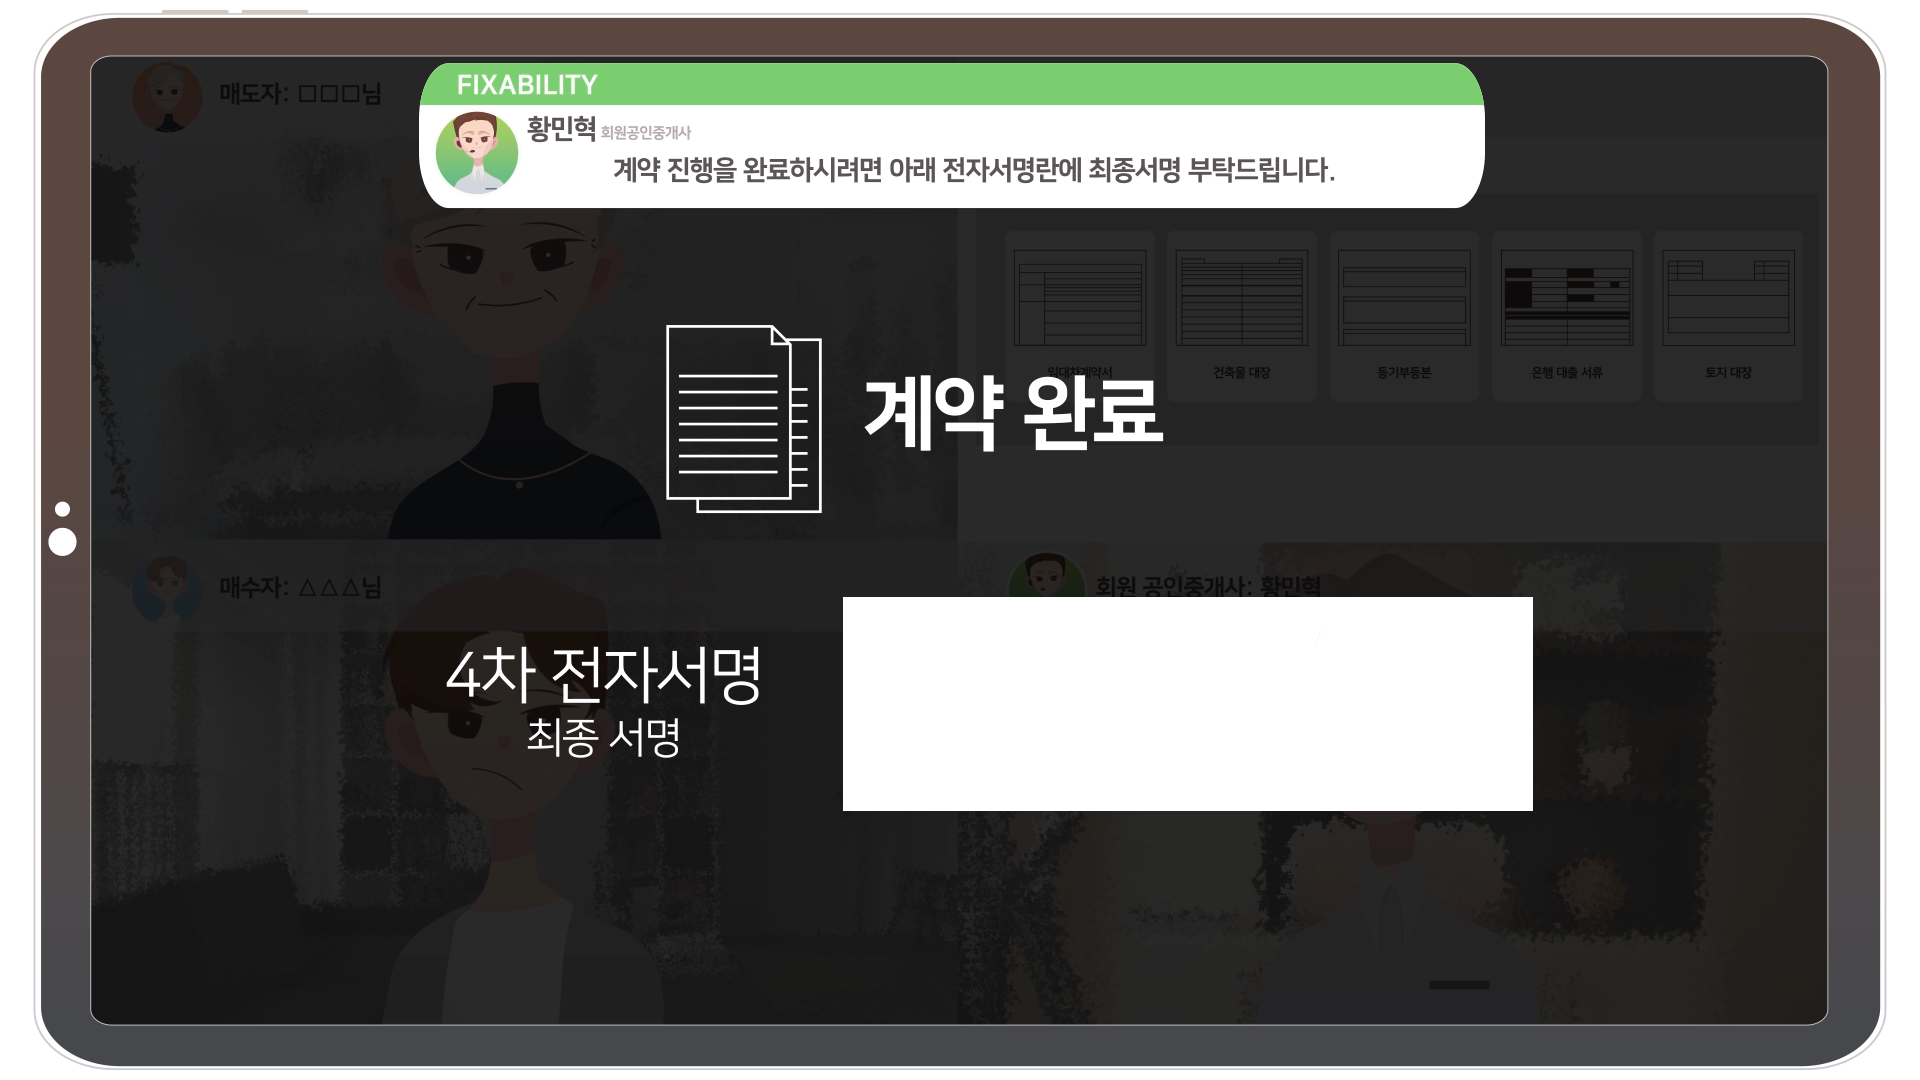 매도자: □□□님
FIXABILITY
황민혁 회원공인중개사
계약 진행을 완료하시려면 아래 전자서명란에 최종서명 부탁드립니다.
임대차계약서
건축물 대장
등기부등본
은행 대출 서류
토지 대장
계약 완료
매수자: △△△님
회원 공인중개사: 황민혁
4차 전자서명
최종 서명